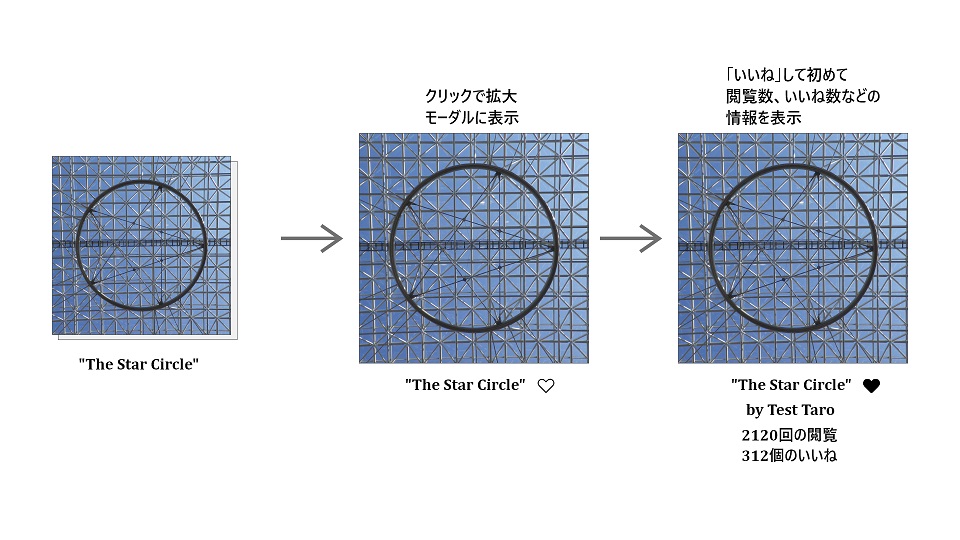 "The Star Circle"
クリックで拡大
モーダルに表示
"The Star Circle" ♡
「いいね」して初めて
閲覧数、いいね数などの
情報を表示
"The Star Circle" ♥
by Test Taro
2120回の閲覧
312個のいいね